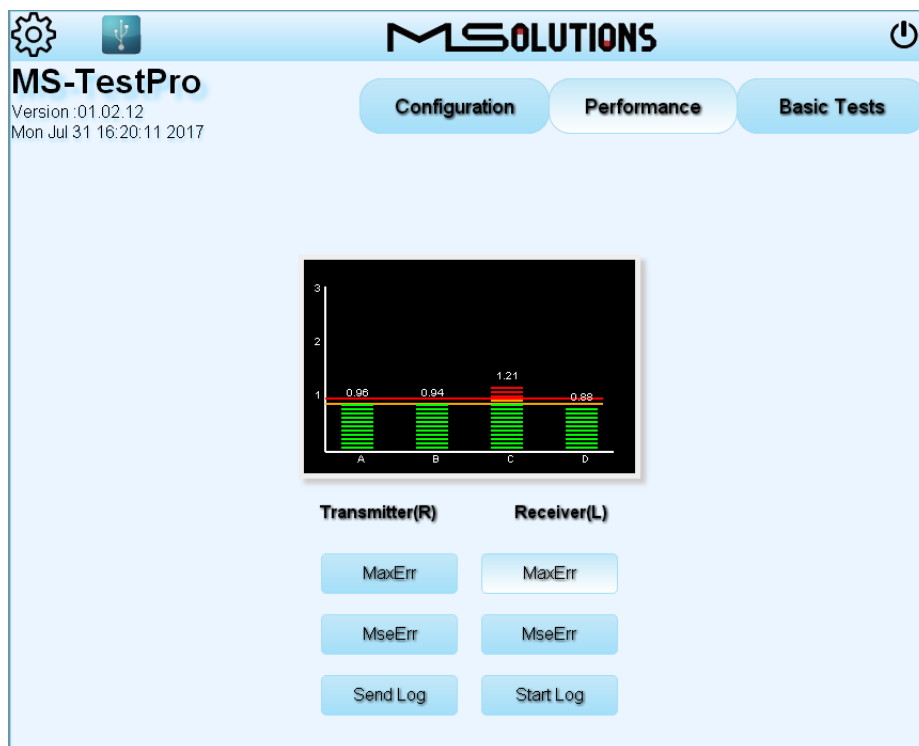 MSOLUTIONS
MS-TestPro
Version :01.02.12
Mon Jul 31 16:20:11 2017
Configuration
Performance
Basic Tests
3
2
1
0.96
0.94
1.21
0.88
A B C D
Transmitter(R) Receiver(L)
MaxErr MaxErr
MseErr MseErr
Send Log Start Log